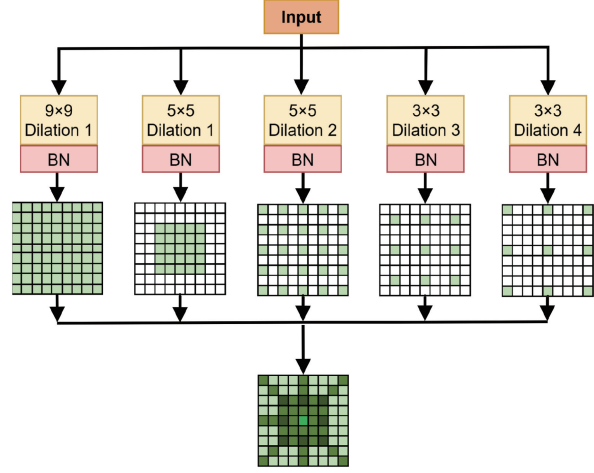 Input
9×9
Dilation 1
BN
5×5
Dilation 1
BN
5×5
Dilation 2
BN
3×3
Dilation 3
BN
3×3
Dilation 4
BN